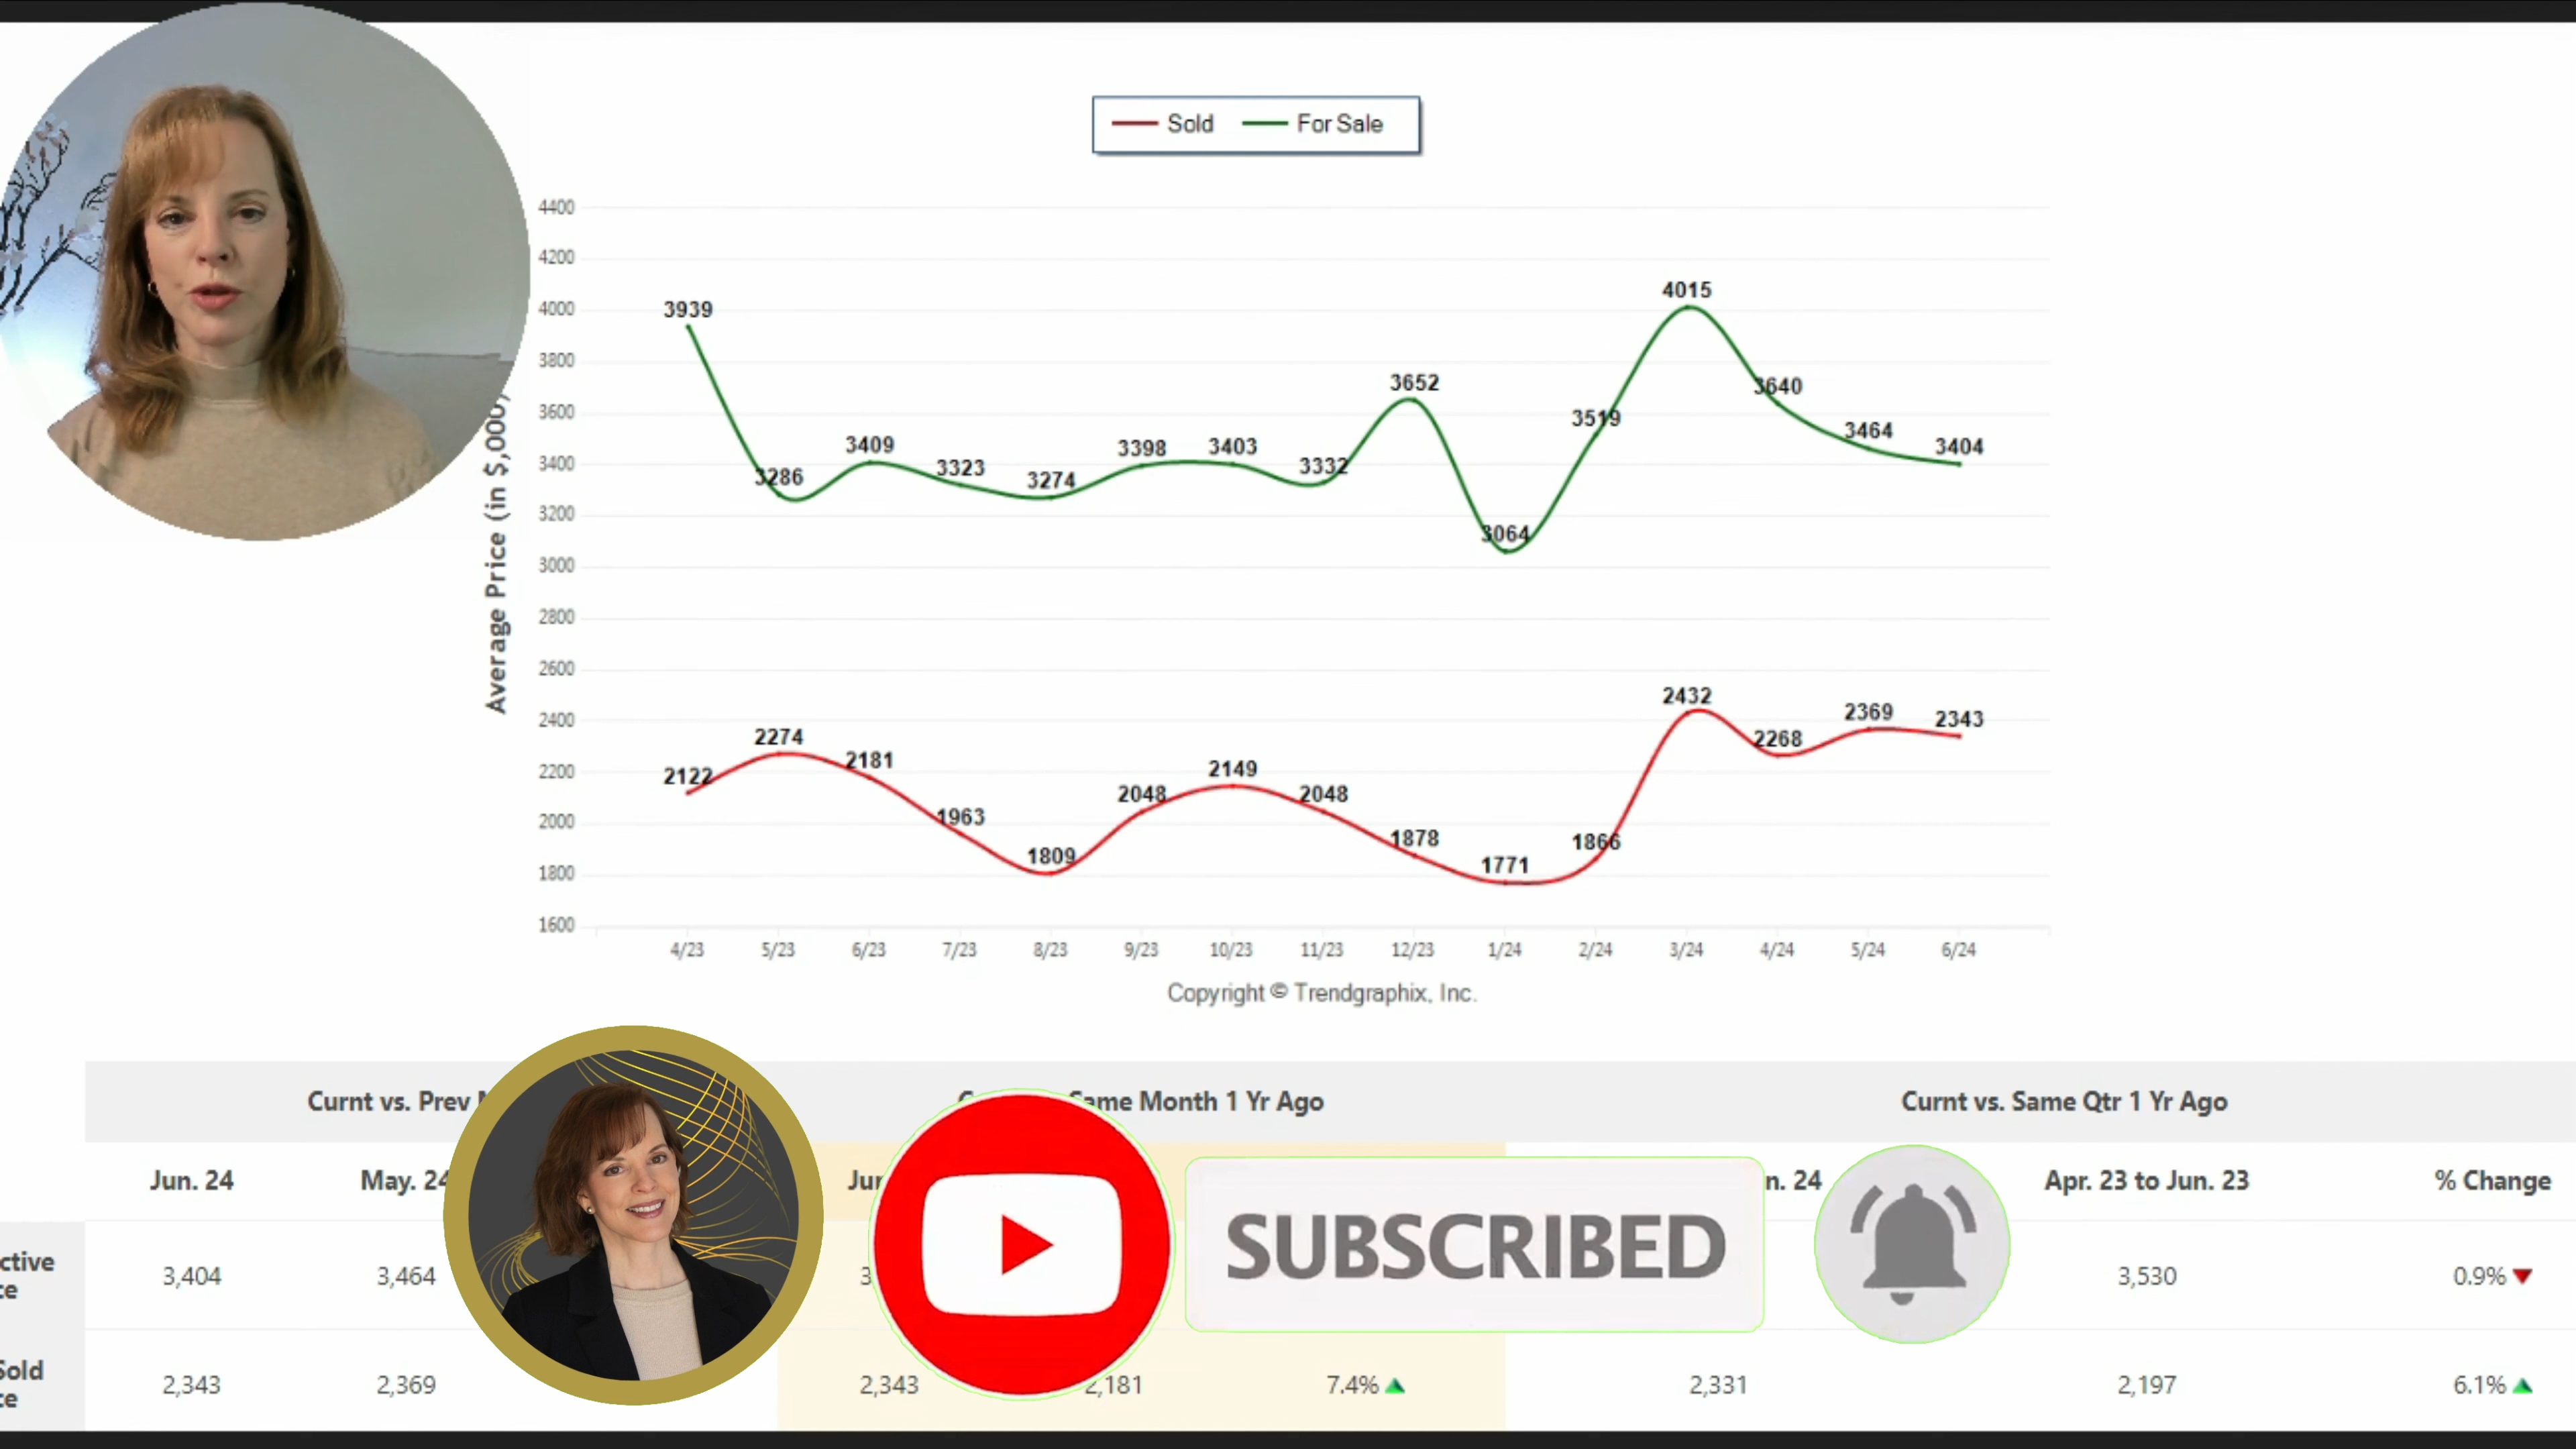 Sold For Sale
Average Price (in $,000)
4400
4200
4000
3800
3600
3400
3200
3000
2800
2600
2400
2200
2000
1800
1600
3939 3286 3409 3323 3274 3398 3403 3332 3652 3064 3519 4015 3640 3464 3404
2122 2274 2181 1963 1809 2048 2149 2048 1878 1771 1866 2432 2268 2369 2343
4/23 5/23 6/23 7/23 8/23 9/23 10/23 11/23 12/23 1/24 2/24 3/24 4/24 5/24 6/24
Copyright © Trendgraphix, Inc.
Curnt vs. Prev Same Month 1 Yr Ago Curnt vs. Same Qtr 1 Yr Ago
Jun. 24 May. 24 n. 24 Apr. 23 to Jun. 23 % Change
ctive
ce
3,404 3,464 3,530 0.9%
SUBSCRIBED
Sold
ce
2,343 2,369 2,343 2,181 7.4% 2,331 2,197 6.1%